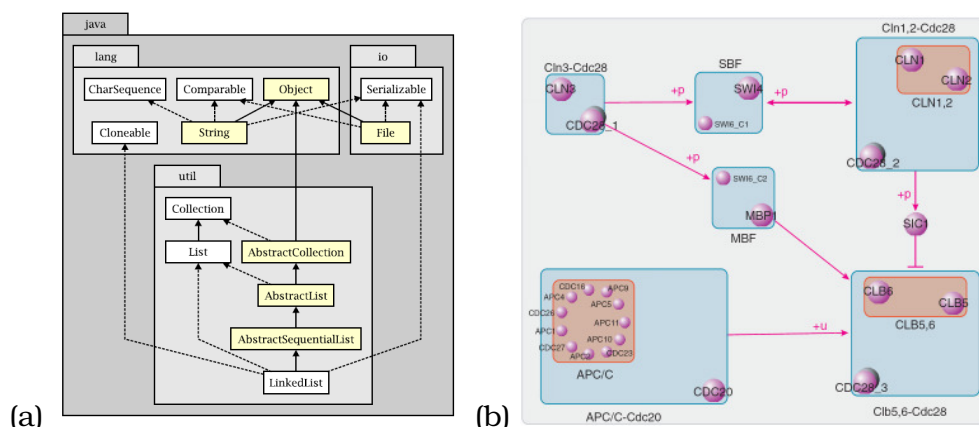 java
lang
io
CharSequence
Comparable
Object
Serializable
Cloneable
String
File
util
Collection
List
AbstractCollection
AbstractList
AbstractSequentialList
LinkedList
(a)
Cln3-Cdc28
CLN3
CDC28_1
+p
SBF
SWI4
SWI6_C1
+p
Cln1,2-Cdc28
CLN1
CLN2
CLN1,2
CDC28_2
+p
SWI6_C2
MBP1
MBF
+p
SIC1
CDC16
APC9
APC4
APC5
CDC26
APC11
APC1
APC10
CDC27
APC2
CDC23
APC/C
CDC20
APC/C-Cdc20
+u
CLB6
CLB5
CLB5,6
CDC28_3
Clb5,6-Cdc28
(b)